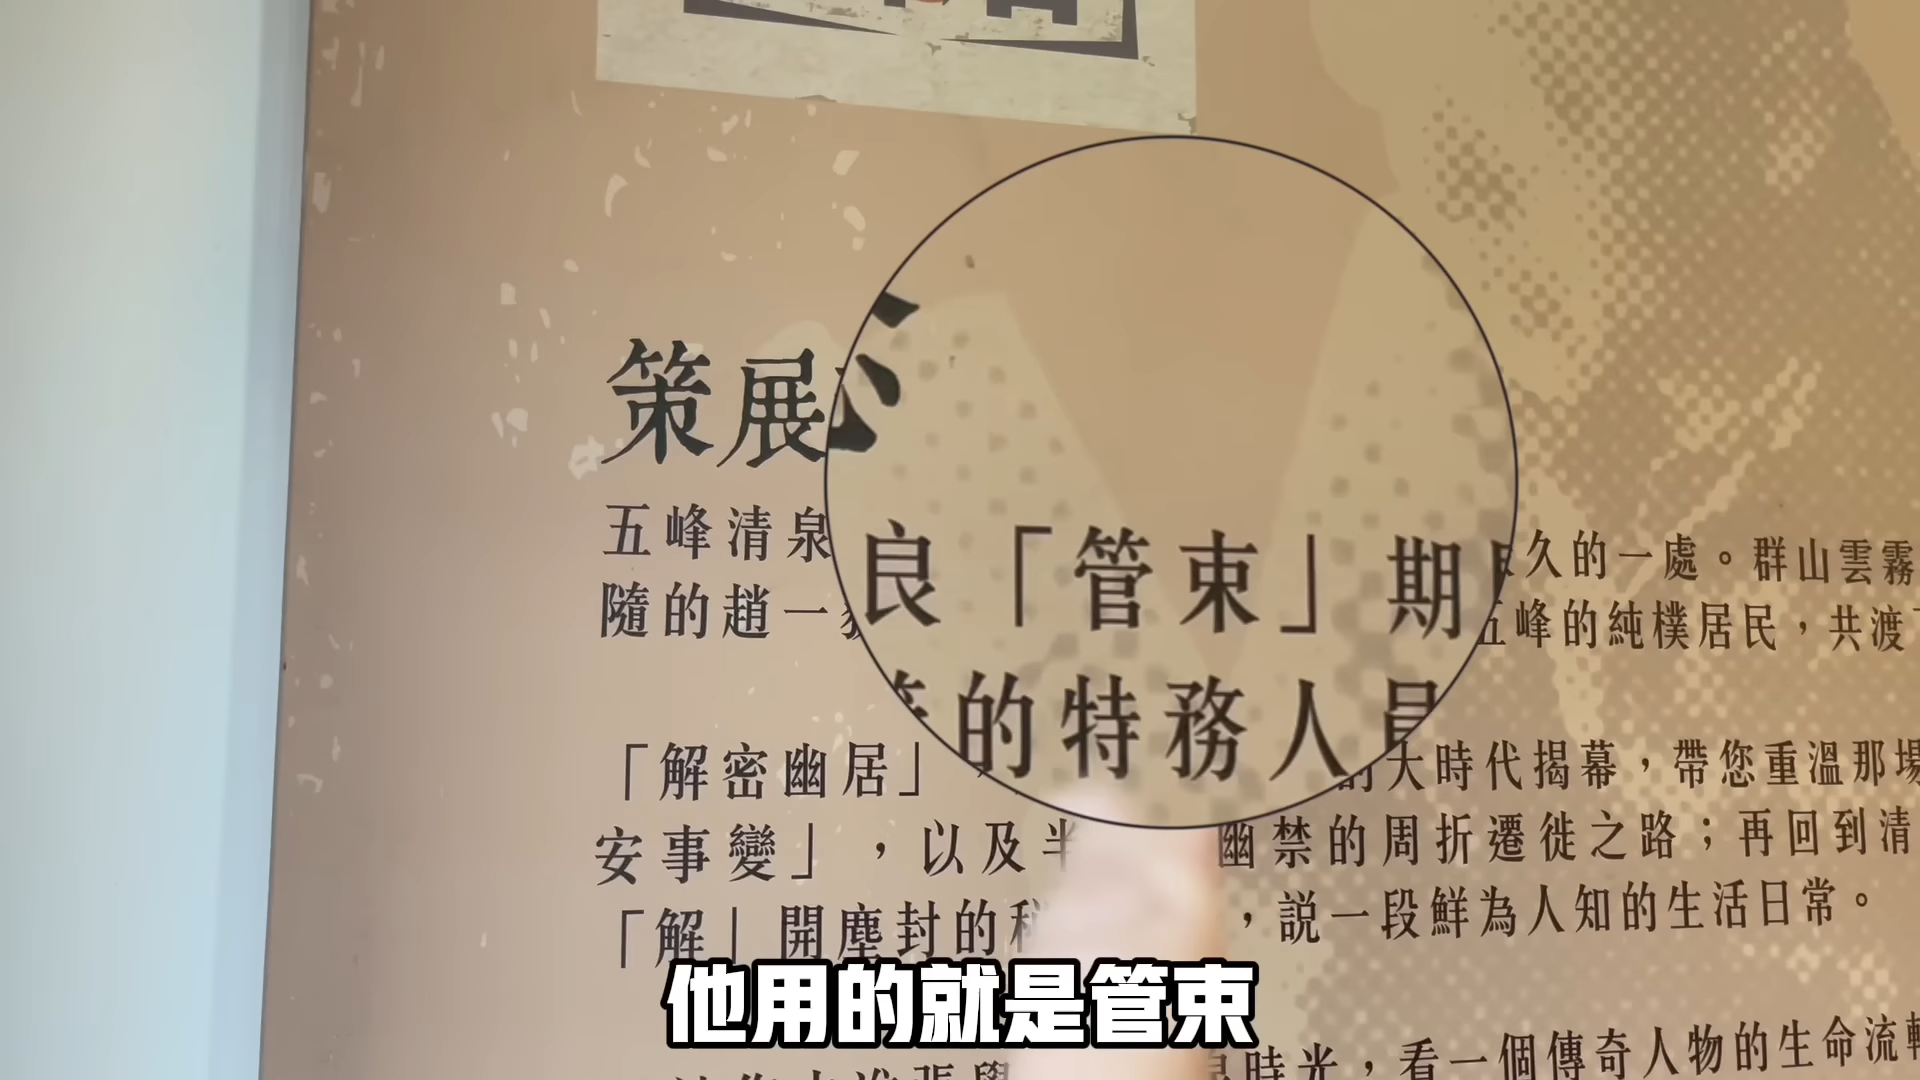 策展
五峰清泉良「管束」期久的一處。群山雲霧
隨的趙一的特務人員五峰的純樸居民，共渡
「解密幽居」，大時代揭幕，帶您重溫那場
安事變」，以及半幽禁的周折遷徙之路；再回到清
「解」開塵封的，說一段鮮為人知的生活日常。
時光，看一個傳奇人物的生命流轉
他用的就是管束